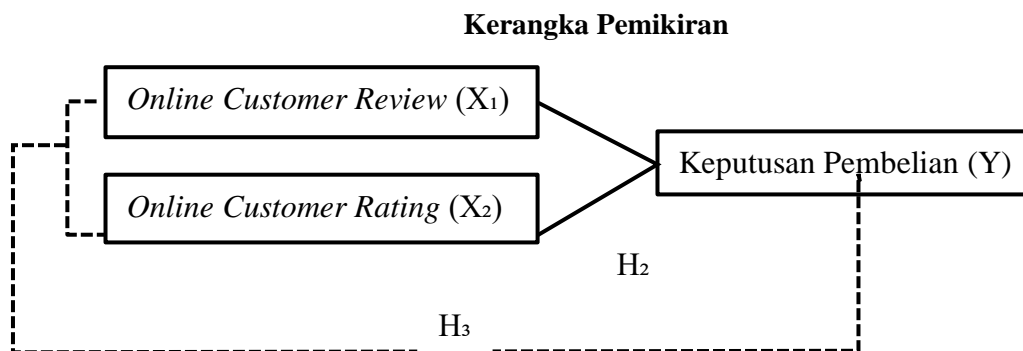 Kerangka Pemikiran
Online Customer Review (X₁)
Keputusan Pembelian (Y)
Online Customer Rating (X₂)
H₂
H₃